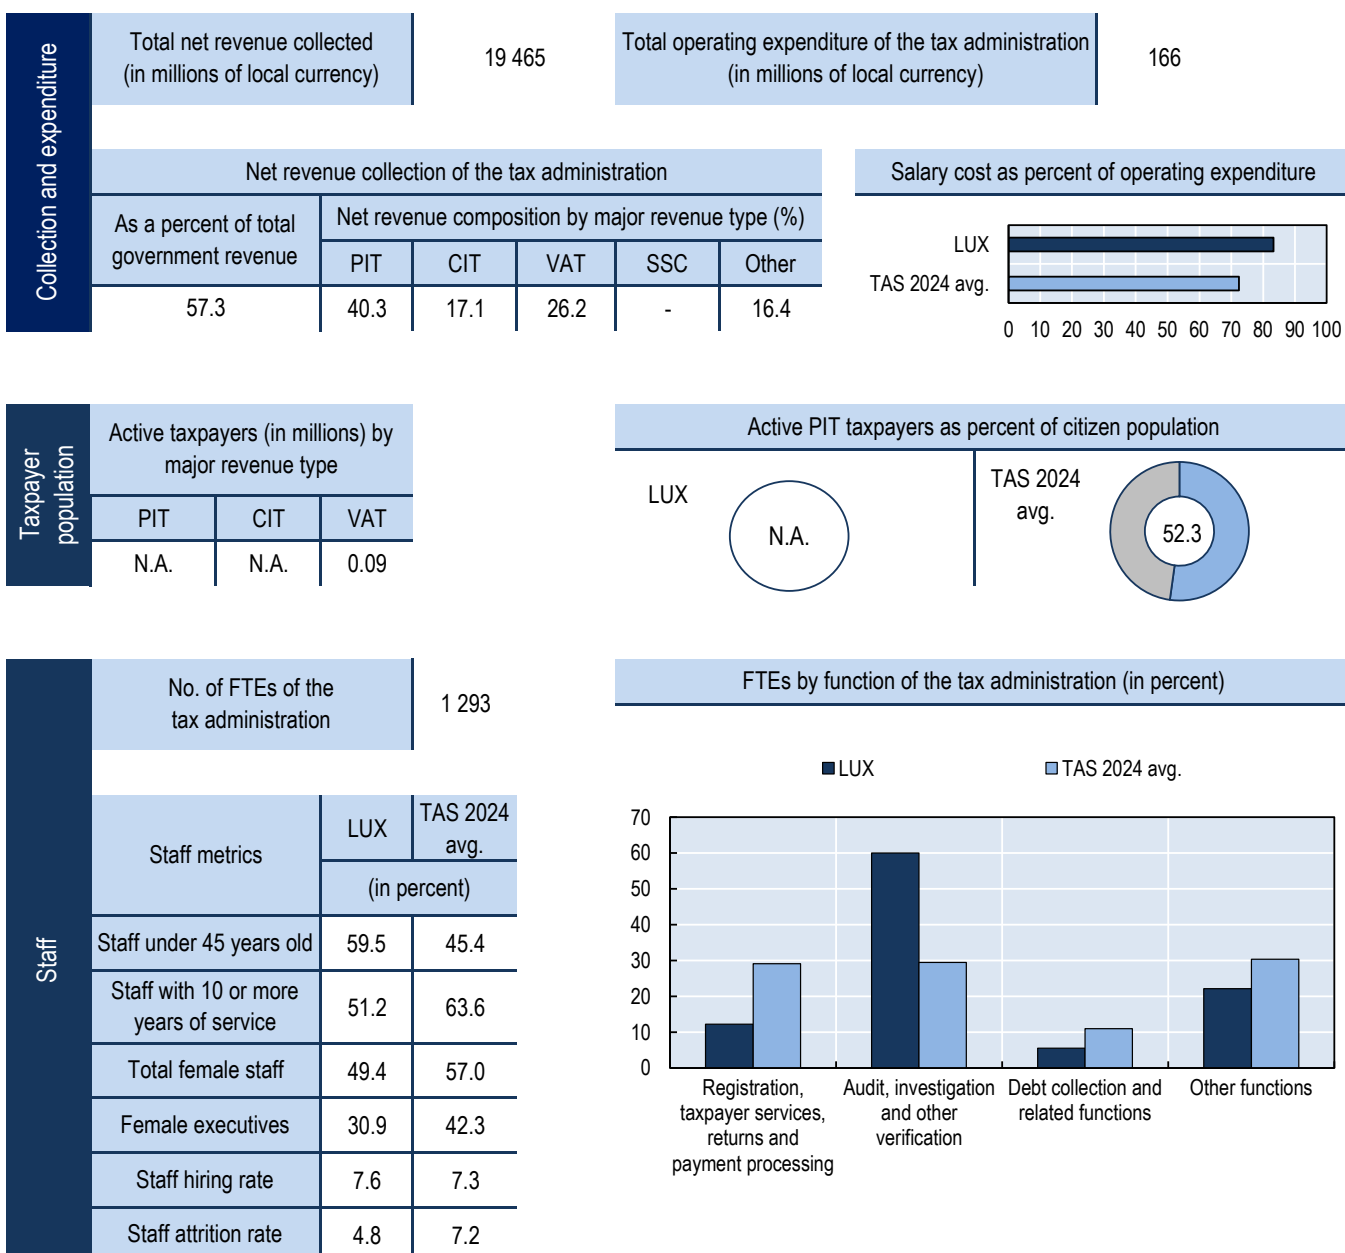 Collection and expenditure
Total net revenue collected
(in millions of local currency)
19 465
Total operating expenditure of the tax administration
(in millions of local currency)
166
Net revenue collection of the tax administration
As a percent of total
government revenue
Net revenue composition by major revenue type (%)
PIT CIT VAT SSC Other
57.3 40.3 17.1 26.2 - 16.4
Salary cost as percent of operating expenditure
LUX
TAS 2024 avg.
0 10 20 30 40 50 60 70 80 90 100
Taxpayer
population
Active taxpayers (in millions) by
major revenue type
PIT CIT VAT
N.A. N.A. 0.09
Active PIT taxpayers as percent of citizen population
LUX
N.A.
TAS 2024
avg.
52.3
Staff
No. of FTEs of the
tax administration
1 293
Staff metrics
LUX
TAS 2024
avg.
(in percent)
Staff under 45 years old 59.5 45.4
Staff with 10 or more
years of service
51.2 63.6
Total female staff 49.4 57.0
Female executives 30.9 42.3
Staff hiring rate 7.6 7.3
Staff attrition rate 4.8 7.2
FTEs by function of the tax administration (in percent)
LUX TAS 2024 avg.
70
60
50
40
30
20
10
0
Registration,
taxpayer services,
returns and
payment processing
Audit, investigation
and other
verification
Debt collection and
related functions
Other functions